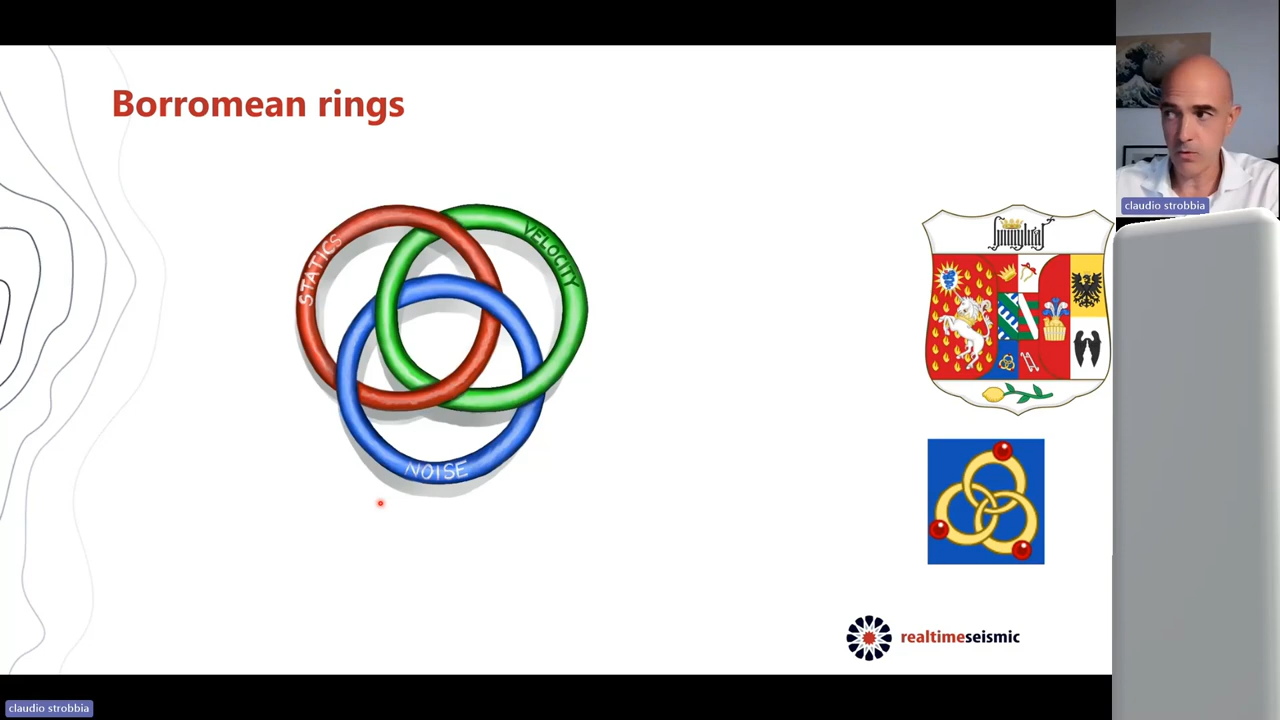 Borromean rings
STATICS
VELOCITY
NOISE
realtimeseismic
claudio strobbia
claudio strobbia